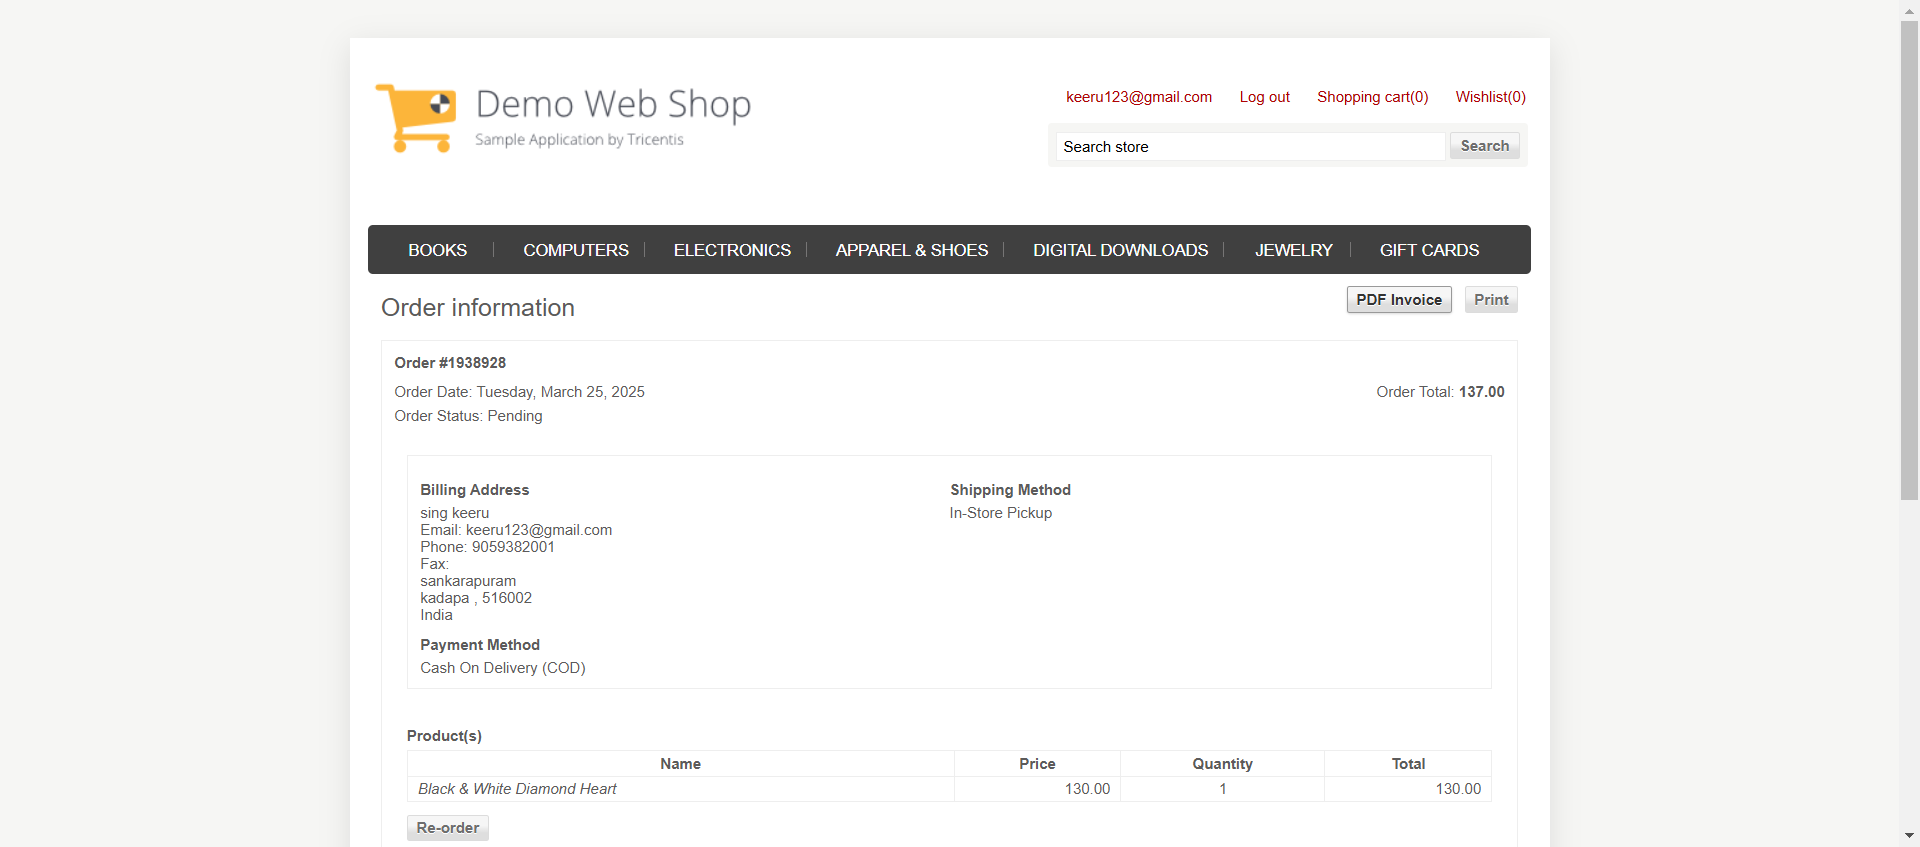 Demo Web Shop
Sample Application by Tricentis
keeru123@gmail.com Log out Shopping cart(0) Wishlist(0)
Search store Search
BOOKS COMPUTERS ELECTRONICS APPAREL & SHOES DIGITAL DOWNLOADS JEWELRY GIFT CARDS
Order information PDF Invoice Print
Order #1938928
Order Date: Tuesday, March 25, 2025 Order Total: 137.00
Order Status: Pending
Billing Address Shipping Method
sing keeru In-Store Pickup
Email: keeru123@gmail.com
Phone: 9059382001
Fax:
sankarapuram
kadapa , 516002
India
Payment Method
Cash On Delivery (COD)
Product(s)
Name Price Quantity Total
Black & White Diamond Heart 130.00 1 130.00
Re-order